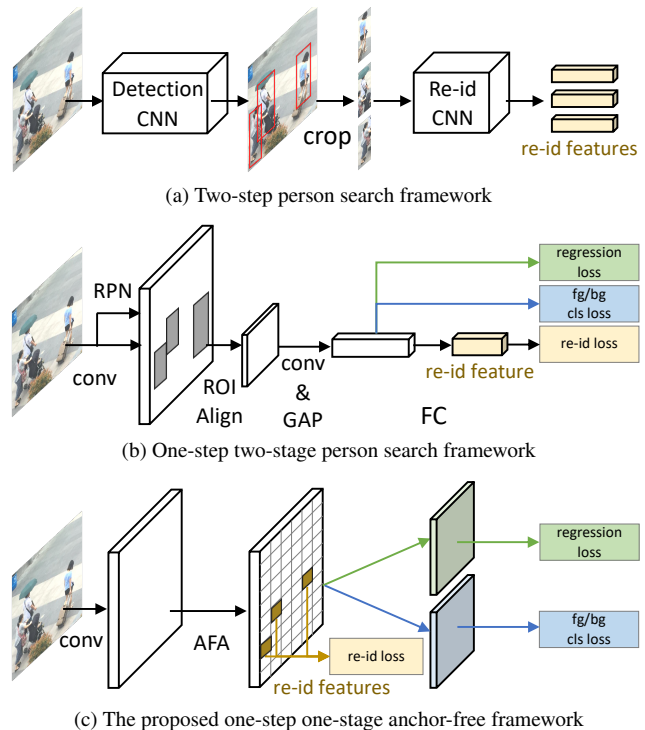 Detection
CNN
crop
Re-id
CNN
re-id features
(a) Two-step person search framework
RPN
conv
ROI
Align
conv
&
GAP
FC
re-id feature
regression
loss
fg/bg
cls loss
re-id loss
(b) One-step two-stage person search framework
conv
AFA
re-id loss
re-id features
regression
loss
fg/bg
cls loss
(c) The proposed one-step one-stage anchor-free framework